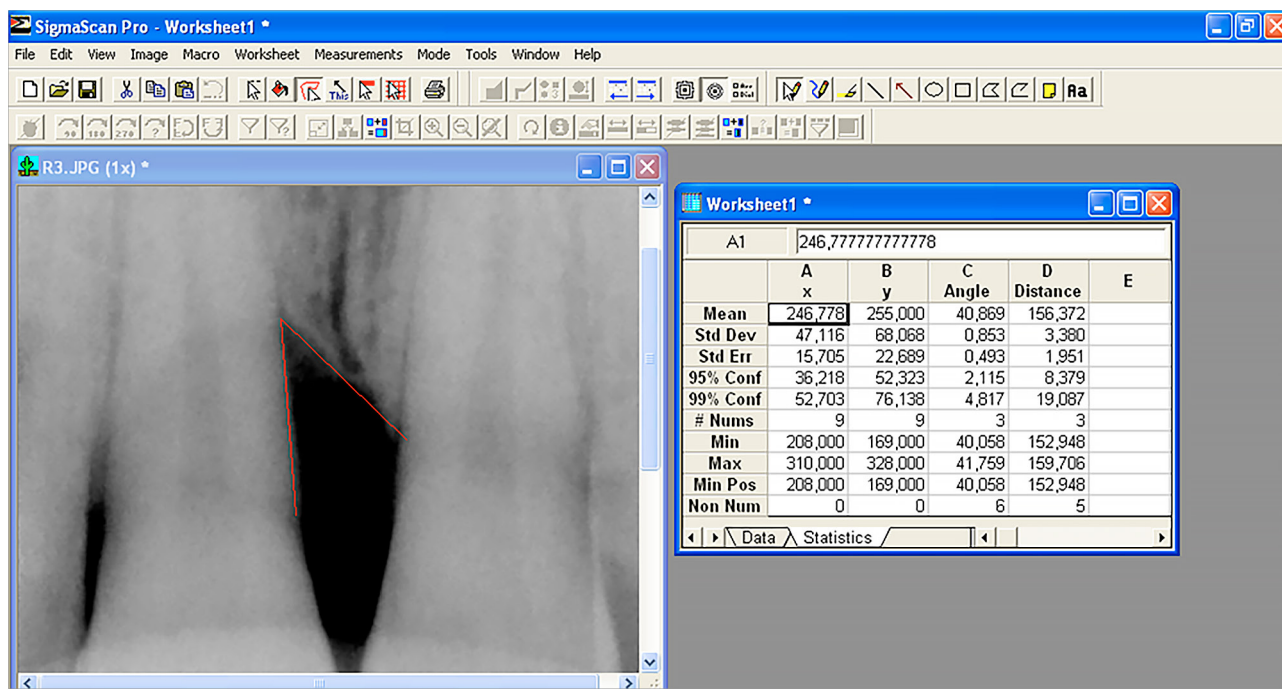 SigmaScan Pro - Worksheet1 *
File Edit View Image Macro Worksheet Measurements Mode Tools Window Help
This
Aa
90 180 270 ?
R3.JPG (1x) *
Worksheet1 *
A1 246,777777777778
A B C D E
x y Angle Distance
Mean 246,778 255,000 40,869 156,372
Std Dev 47,116 68,068 0,853 3,380
Std Err 15,705 22,689 0,493 1,951
95% Conf 36,218 52,323 2,115 8,379
99% Conf 52,703 76,138 4,817 19,087
# Nums 9 9 3 3
Min 208,000 169,000 40,058 152,948
Max 310,000 328,000 41,759 159,706
Min Pos 208,000 169,000 40,058 152,948
Non Num 0 0 6 5
Data Statistics